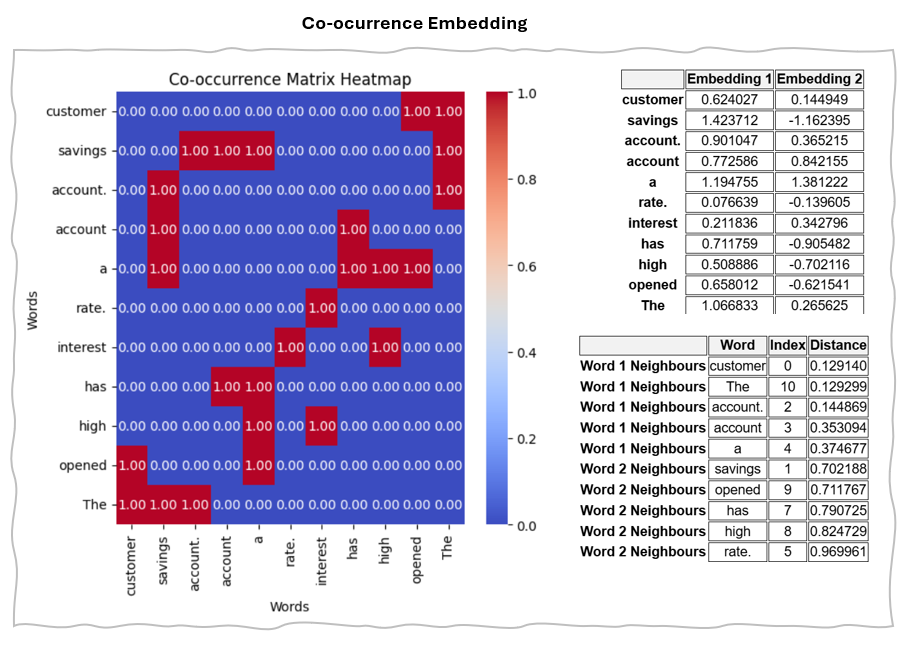 Co-ocurrence Embedding
Co-occurrence Matrix Heatmap
customer 0.00 0.00 0.00 0.00 0.00 0.00 0.00 0.00 0.00 1.00 1.00
savings 0.00 0.00 1.00 1.00 1.00 0.00 0.00 0.00 0.00 0.00 1.00
account. 0.00 1.00 0.00 0.00 0.00 0.00 0.00 0.00 0.00 0.00 1.00
account 0.00 1.00 0.00 0.00 0.00 0.00 0.00 1.00 0.00 0.00 0.00
a 0.00 1.00 0.00 0.00 0.00 0.00 0.00 1.00 1.00 1.00 0.00
rate. 0.00 0.00 0.00 0.00 0.00 0.00 1.00 0.00 0.00 0.00 0.00
interest 0.00 0.00 0.00 0.00 0.00 1.00 0.00 0.00 1.00 0.00 0.00
has 0.00 0.00 0.00 1.00 1.00 0.00 0.00 0.00 0.00 0.00 0.00
high 0.00 0.00 0.00 0.00 1.00 0.00 1.00 0.00 0.00 0.00 0.00
opened 1.00 0.00 0.00 0.00 1.00 0.00 0.00 0.00 0.00 0.00 0.00
The 1.00 1.00 1.00 0.00 0.00 0.00 0.00 0.00 0.00 0.00 0.00
customer savings account. account a rate. interest has high opened The
Words
Words
1.0
0.8
0.6
0.4
0.2
0.0
Embedding 1 Embedding 2
customer 0.624027 0.144949
savings 1.423712 -1.162395
account. 0.901047 0.365215
account 0.772586 0.842155
a 1.194755 1.381222
rate. 0.076639 -0.139605
interest 0.211836 0.342796
has 0.711759 -0.905482
high 0.508886 -0.702116
opened 0.658012 -0.621541
The 1.066833 0.265625
Word Index Distance
Word 1 Neighbours customer 0 0.129140
Word 1 Neighbours The 10 0.129299
Word 1 Neighbours account. 2 0.144869
Word 1 Neighbours account 3 0.353094
Word 1 Neighbours a 4 0.374677
Word 2 Neighbours savings 1 0.702188
Word 2 Neighbours opened 9 0.711767
Word 2 Neighbours has 7 0.790725
Word 2 Neighbours high 8 0.824729
Word 2 Neighbours rate. 5 0.969961